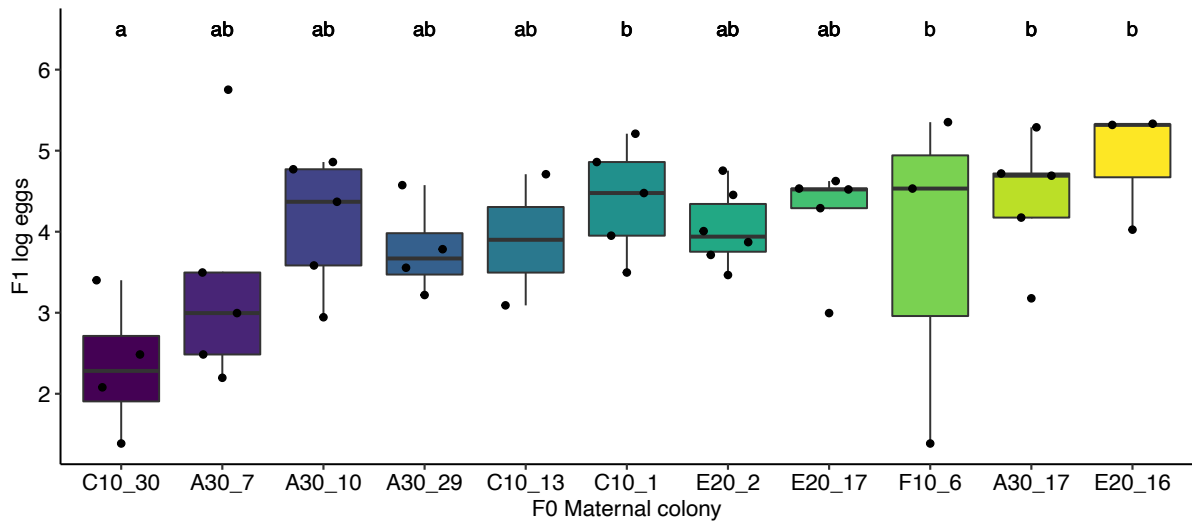 a ab ab ab ab b ab ab b b b
6
5
4
3
2
F1 log eggs
C10_30 A30_7 A30_10 A30_29 C10_13 C10_1 E20_2 E20_17 F10_6 A30_17 E20_16
F0 Maternal colony